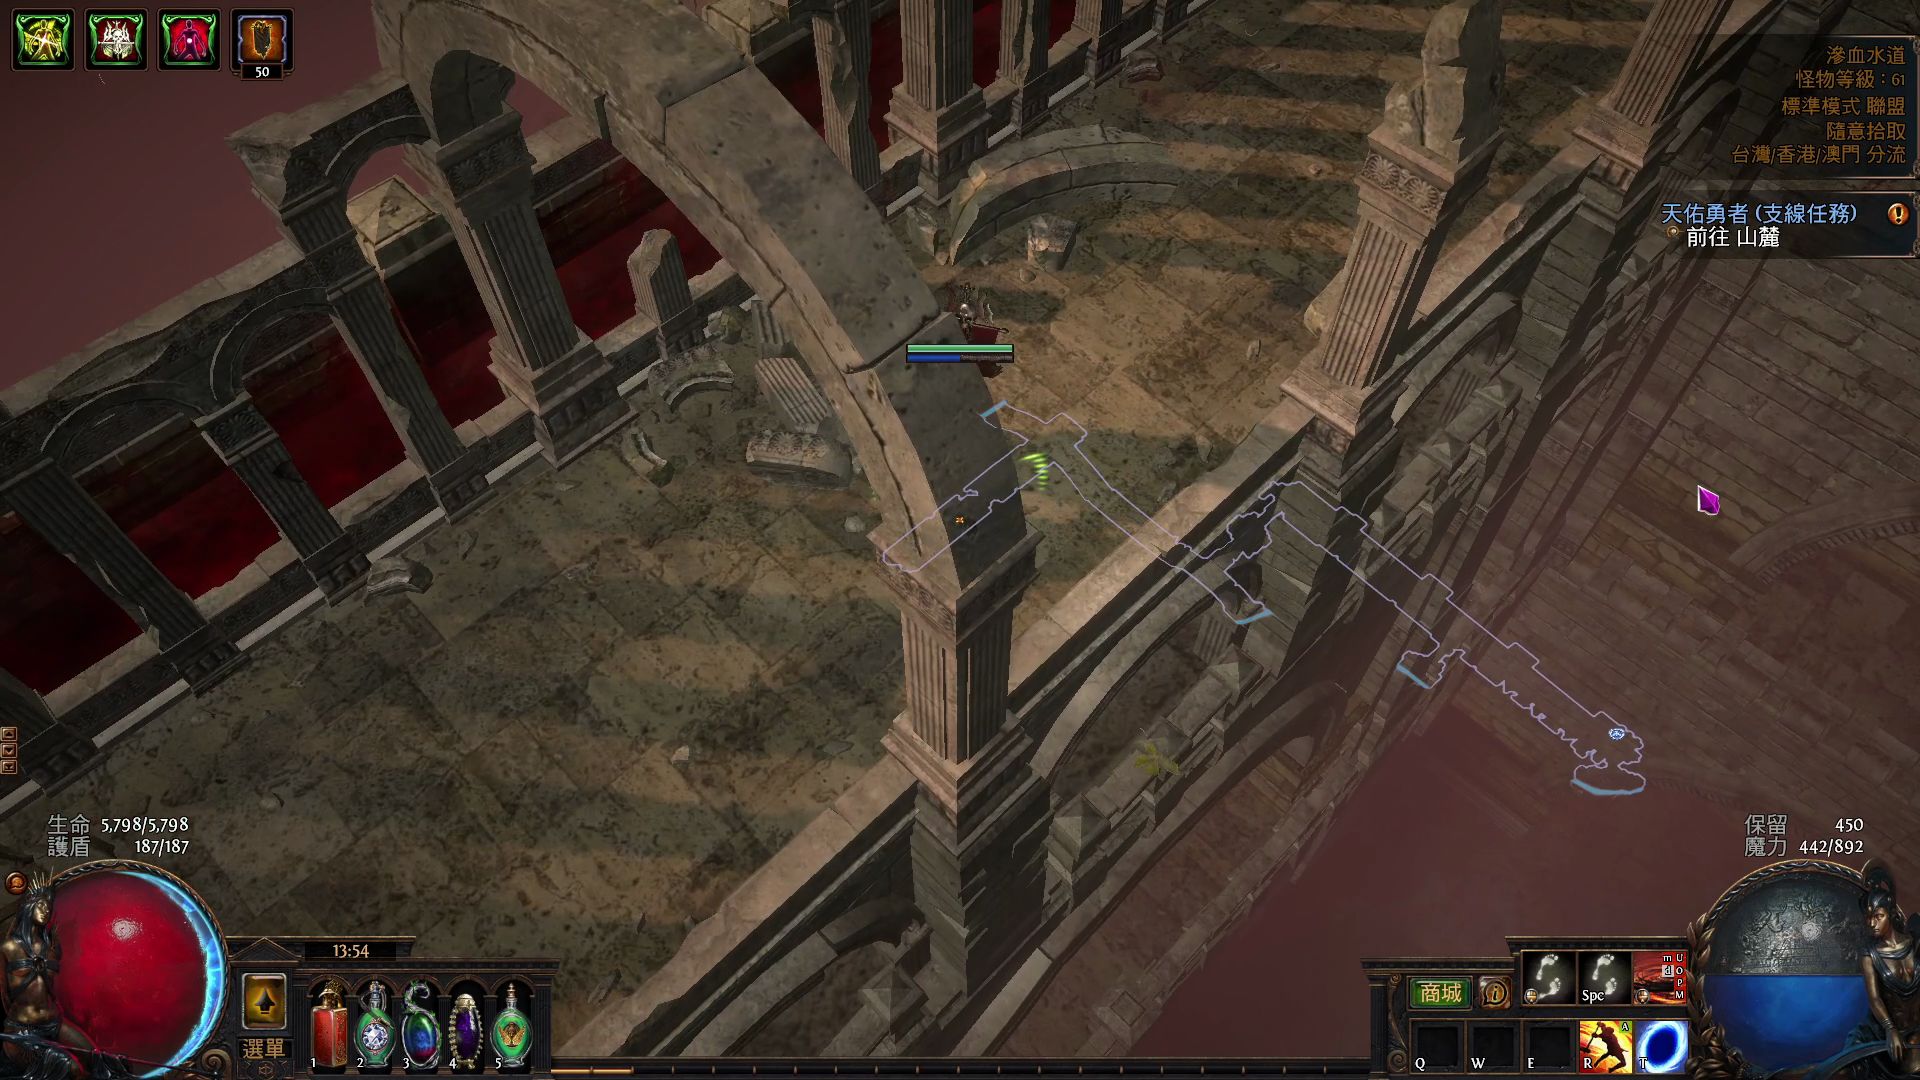 50
滲血水道
怪物等級：61
標準模式 聯盟
隨意拾取
台灣/香港/澳門 分流
天佑勇者 (支線任務)
前往 山麓
生命 5,798/5,798
護盾 187/187
保留 450
魔力 442/892
13:54
選單
1 2 3 4 5
商城
Spc
m U
d O
P
M
Q W E R A T